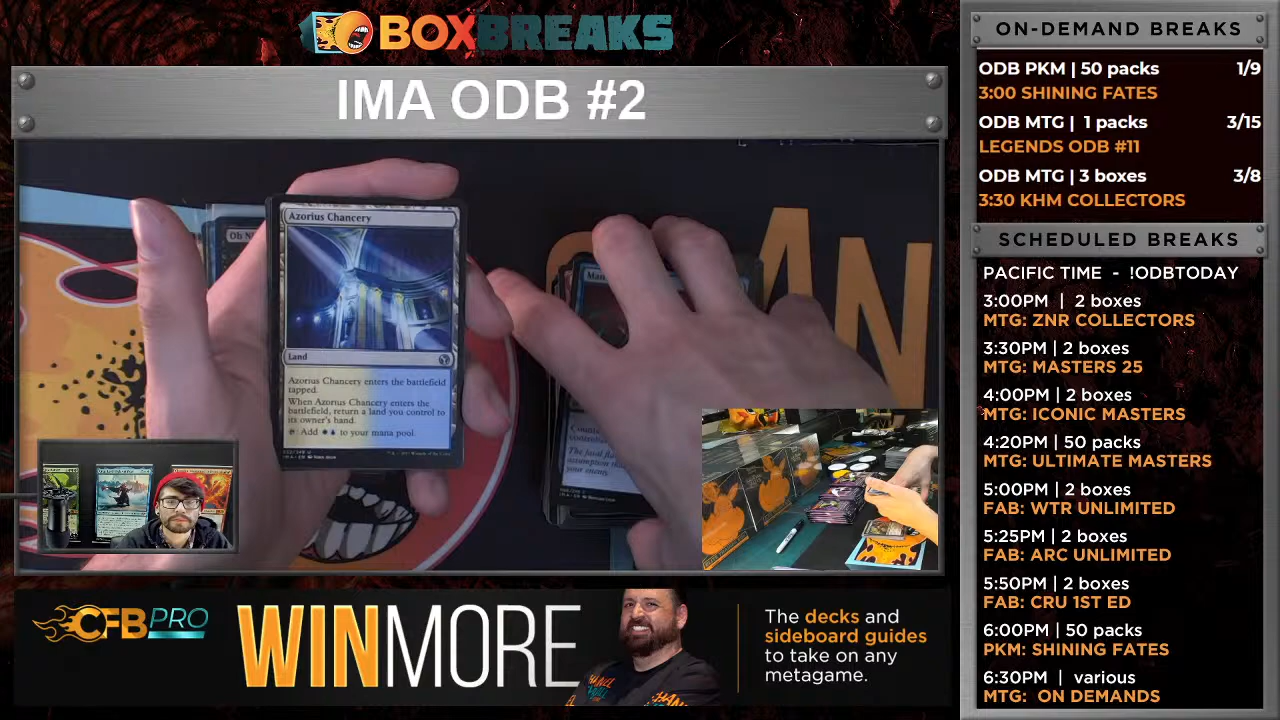 BOXBREAKS
IMA ODB #2
Azorius Chancery
Land
Azorius Chancery enters the battlefield
tapped.
When Azorius Chancery enters the
battlefield, return a land you control to
its owner's hand.
: Add to your mana pool.
CFBPRO
WINMORE
The decks and
sideboard guides
to take on any
metagame.
ON-DEMAND BREAKS
ODB PKM | 50 packs 1/9
3:00 SHINING FATES
ODB MTG | 1 packs 3/15
LEGENDS ODB #11
ODB MTG | 3 boxes 3/8
3:30 KHM COLLECTORS
SCHEDULED BREAKS
PACIFIC TIME - !ODBTODAY
3:00PM | 2 boxes
MTG: ZNR COLLECTORS
3:30PM | 2 boxes
MTG: MASTERS 25
4:00PM | 2 boxes
MTG: ICONIC MASTERS
4:20PM | 50 packs
MTG: ULTIMATE MASTERS
5:00PM | 2 boxes
FAB: WTR UNLIMITED
5:25PM | 2 boxes
FAB: ARC UNLIMITED
5:50PM | 2 boxes
FAB: CRU 1ST ED
6:00PM | 50 packs
PKM: SHINING FATES
6:30PM | various
MTG: ON DEMANDS